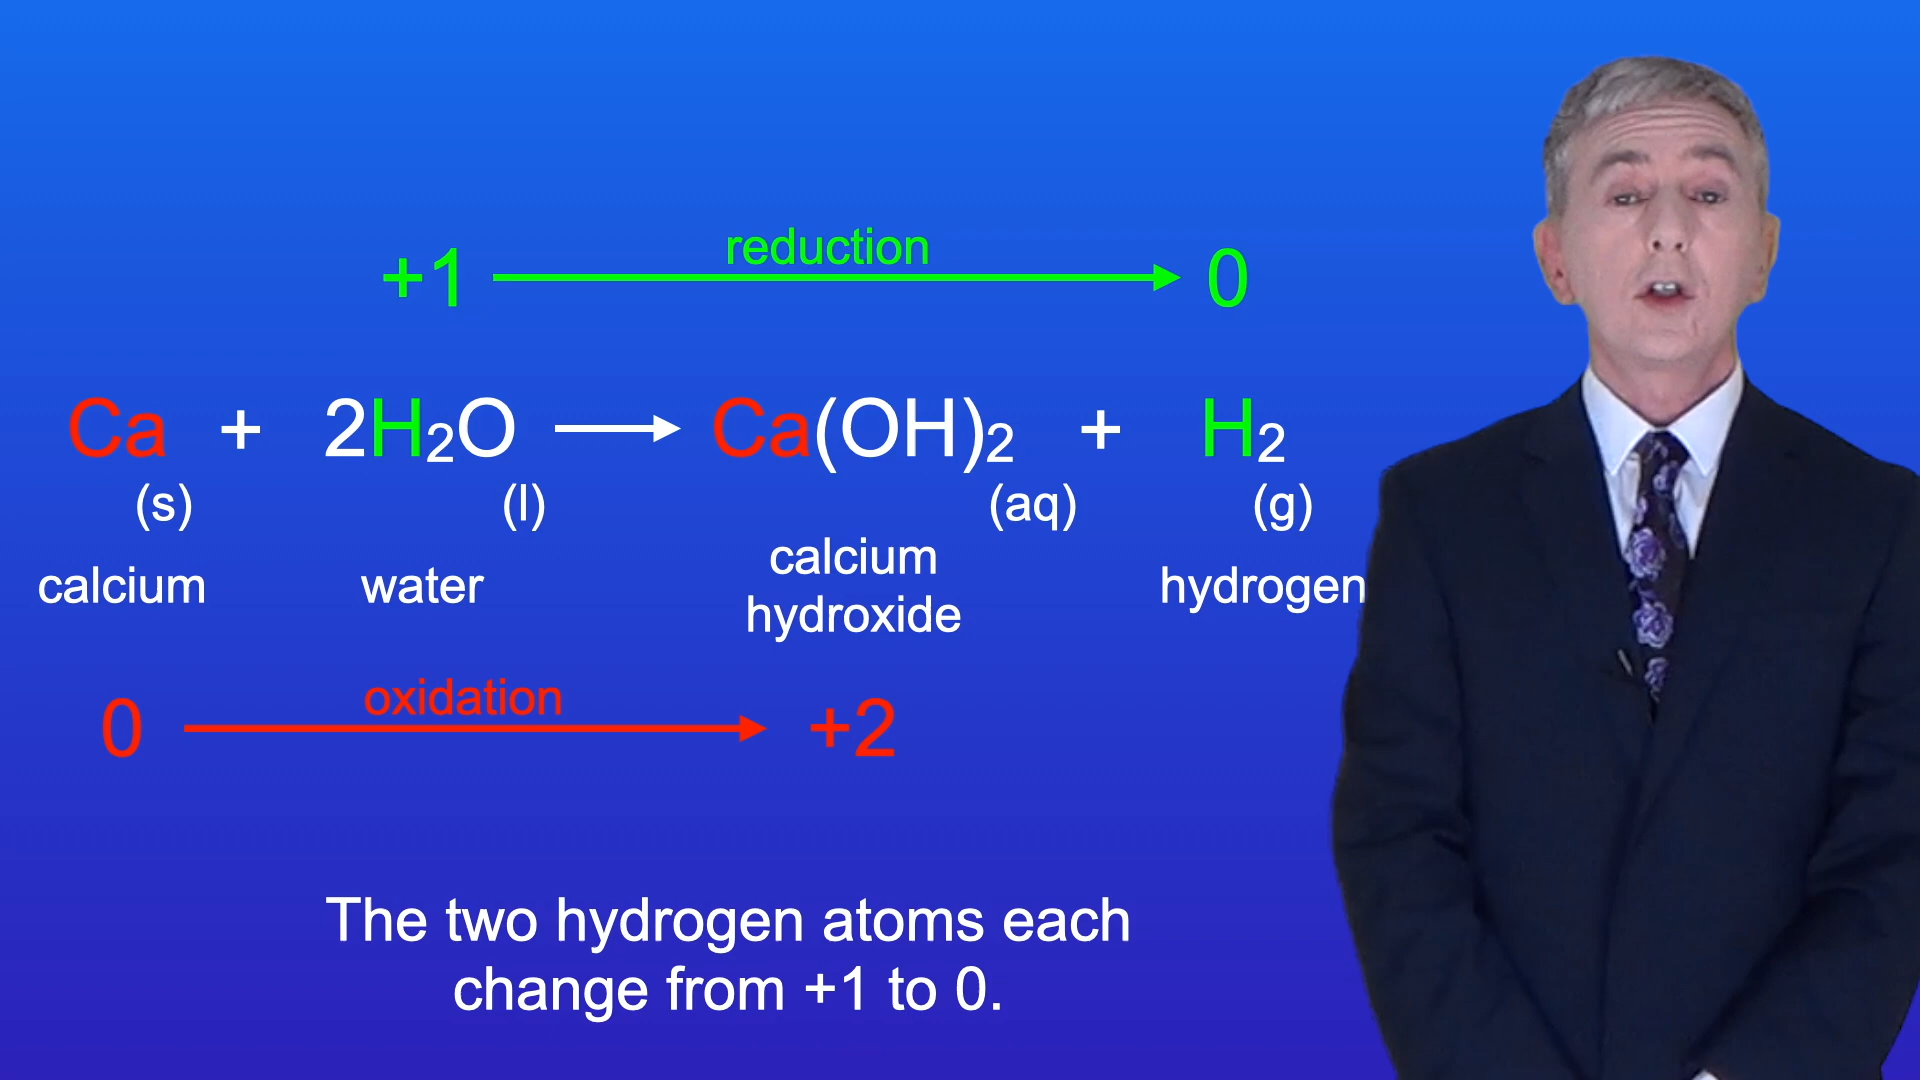 reduction
+1 0
Ca + 2H₂O ⟶ Ca(OH)₂ + H₂
(s) (l) (aq) (g)
calcium water calcium hydrogen
hydroxide
oxidation
0 +2
The two hydrogen atoms each
change from +1 to 0.